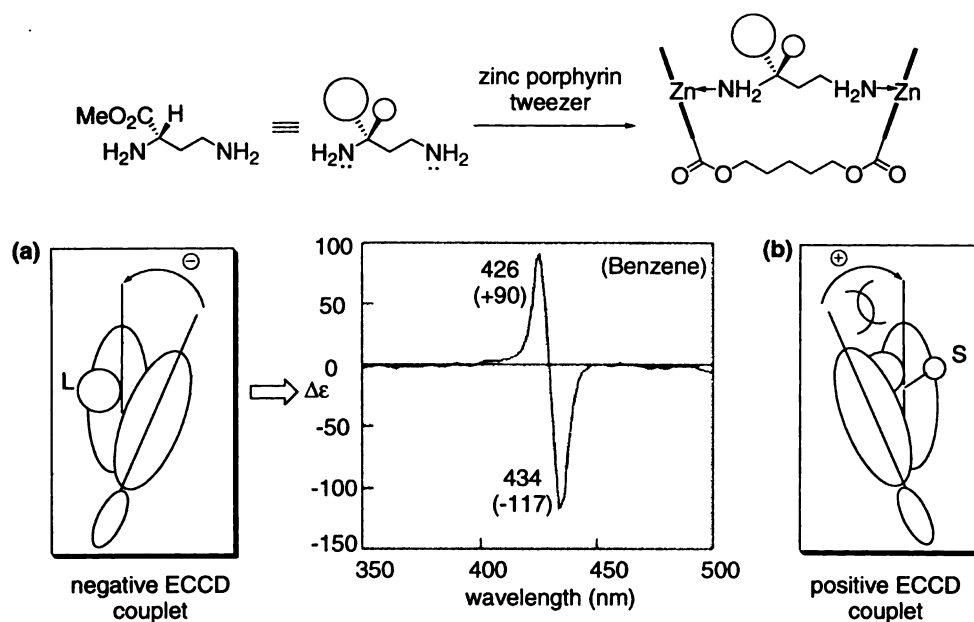 MeO₂C H
H₂N NH₂
≡
H₂N NH₂
zinc porphyrin
tweezer
Zn NH₂ H₂N Zn
O O O O
(a)
⊖
L
negative ECCD
couplet
100
50
0
-50
-100
-150
Δε
426
(+90)
(Benzene)
434
(-117)
350 400 450 500
wavelength (nm)
(b)
⊕
S
positive ECCD
couplet